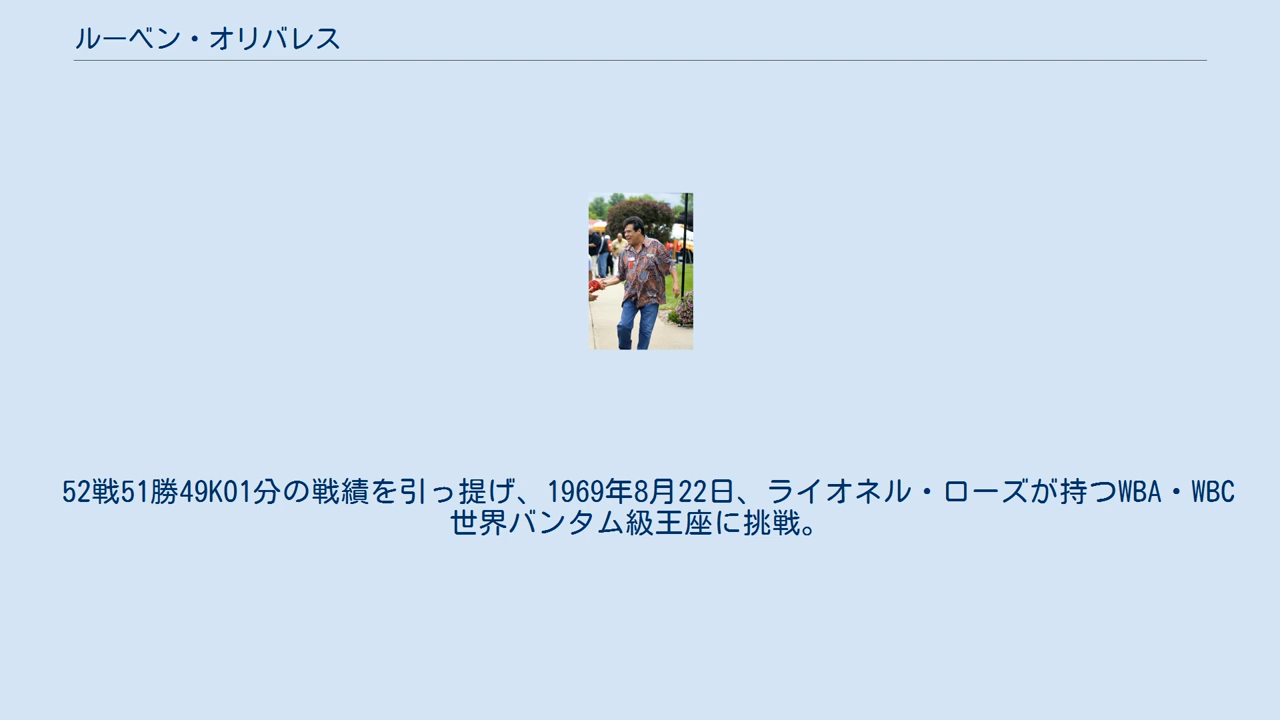 ルーベン・オリバレス
52戦51勝49KO1分の戦績を引っ提げ、1969年8月22日、ライオネル・ローズが持つWBA・WBC
世界バンタム級王座に挑戦。